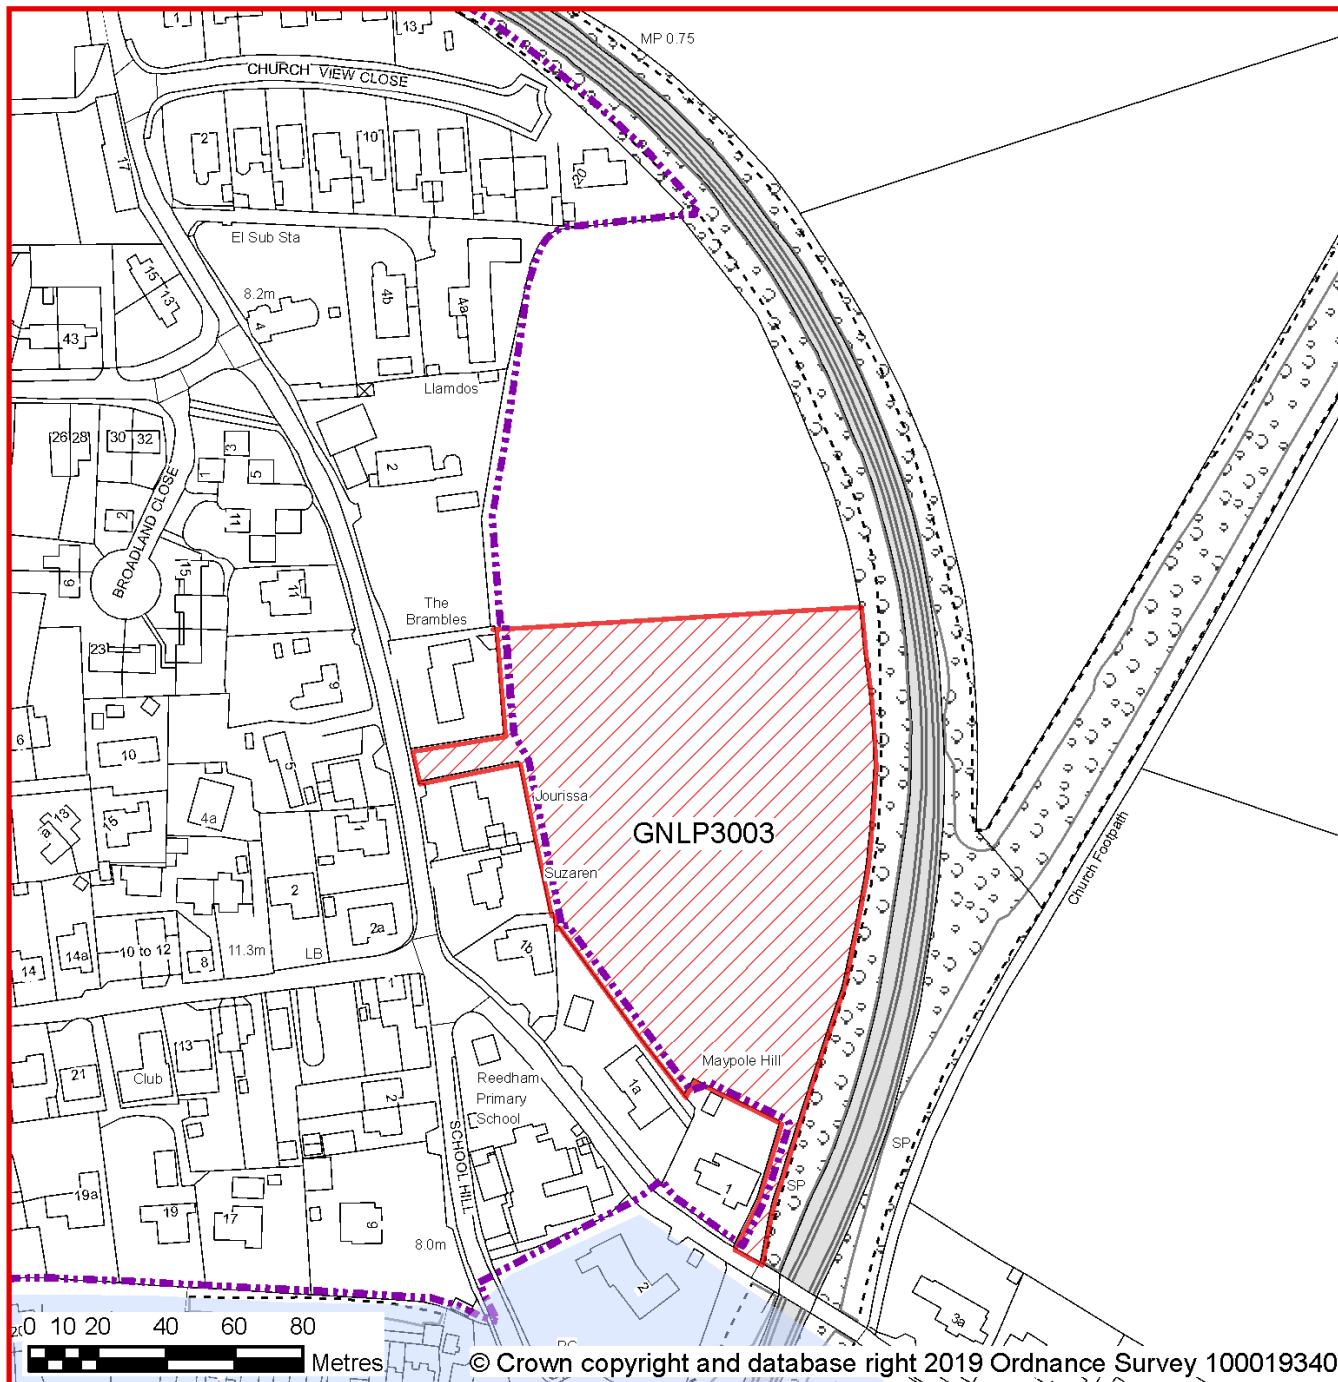 1
13
MP 0.75
CHURCH VIEW CLOSE
2
10
20
17
El Sub Sta
15
13
8.2m
4
4b
4a
43
Llamdos
26
28
30
32
3
1
5
2
2
11
BROADLAND CLOSE
6
15
11
The
Brambles
23
9
6
10
5
Jourissa
GNLP3003
13
1a
15
4a
1
Suzaren
Church Footpath
2
2a
14
14a
10 to 12
8
11.3m
LB
1b
1
Maypole Hill
21
Club
13
2
Reedham
Primary
School
1a
SCHOOL HILL
SP
SP
1
19a
19
17
9
8.0m
2
3a
0 10 20 40 60 80
Metres
© Crown copyright and database right 2019 Ordnance Survey 100019340